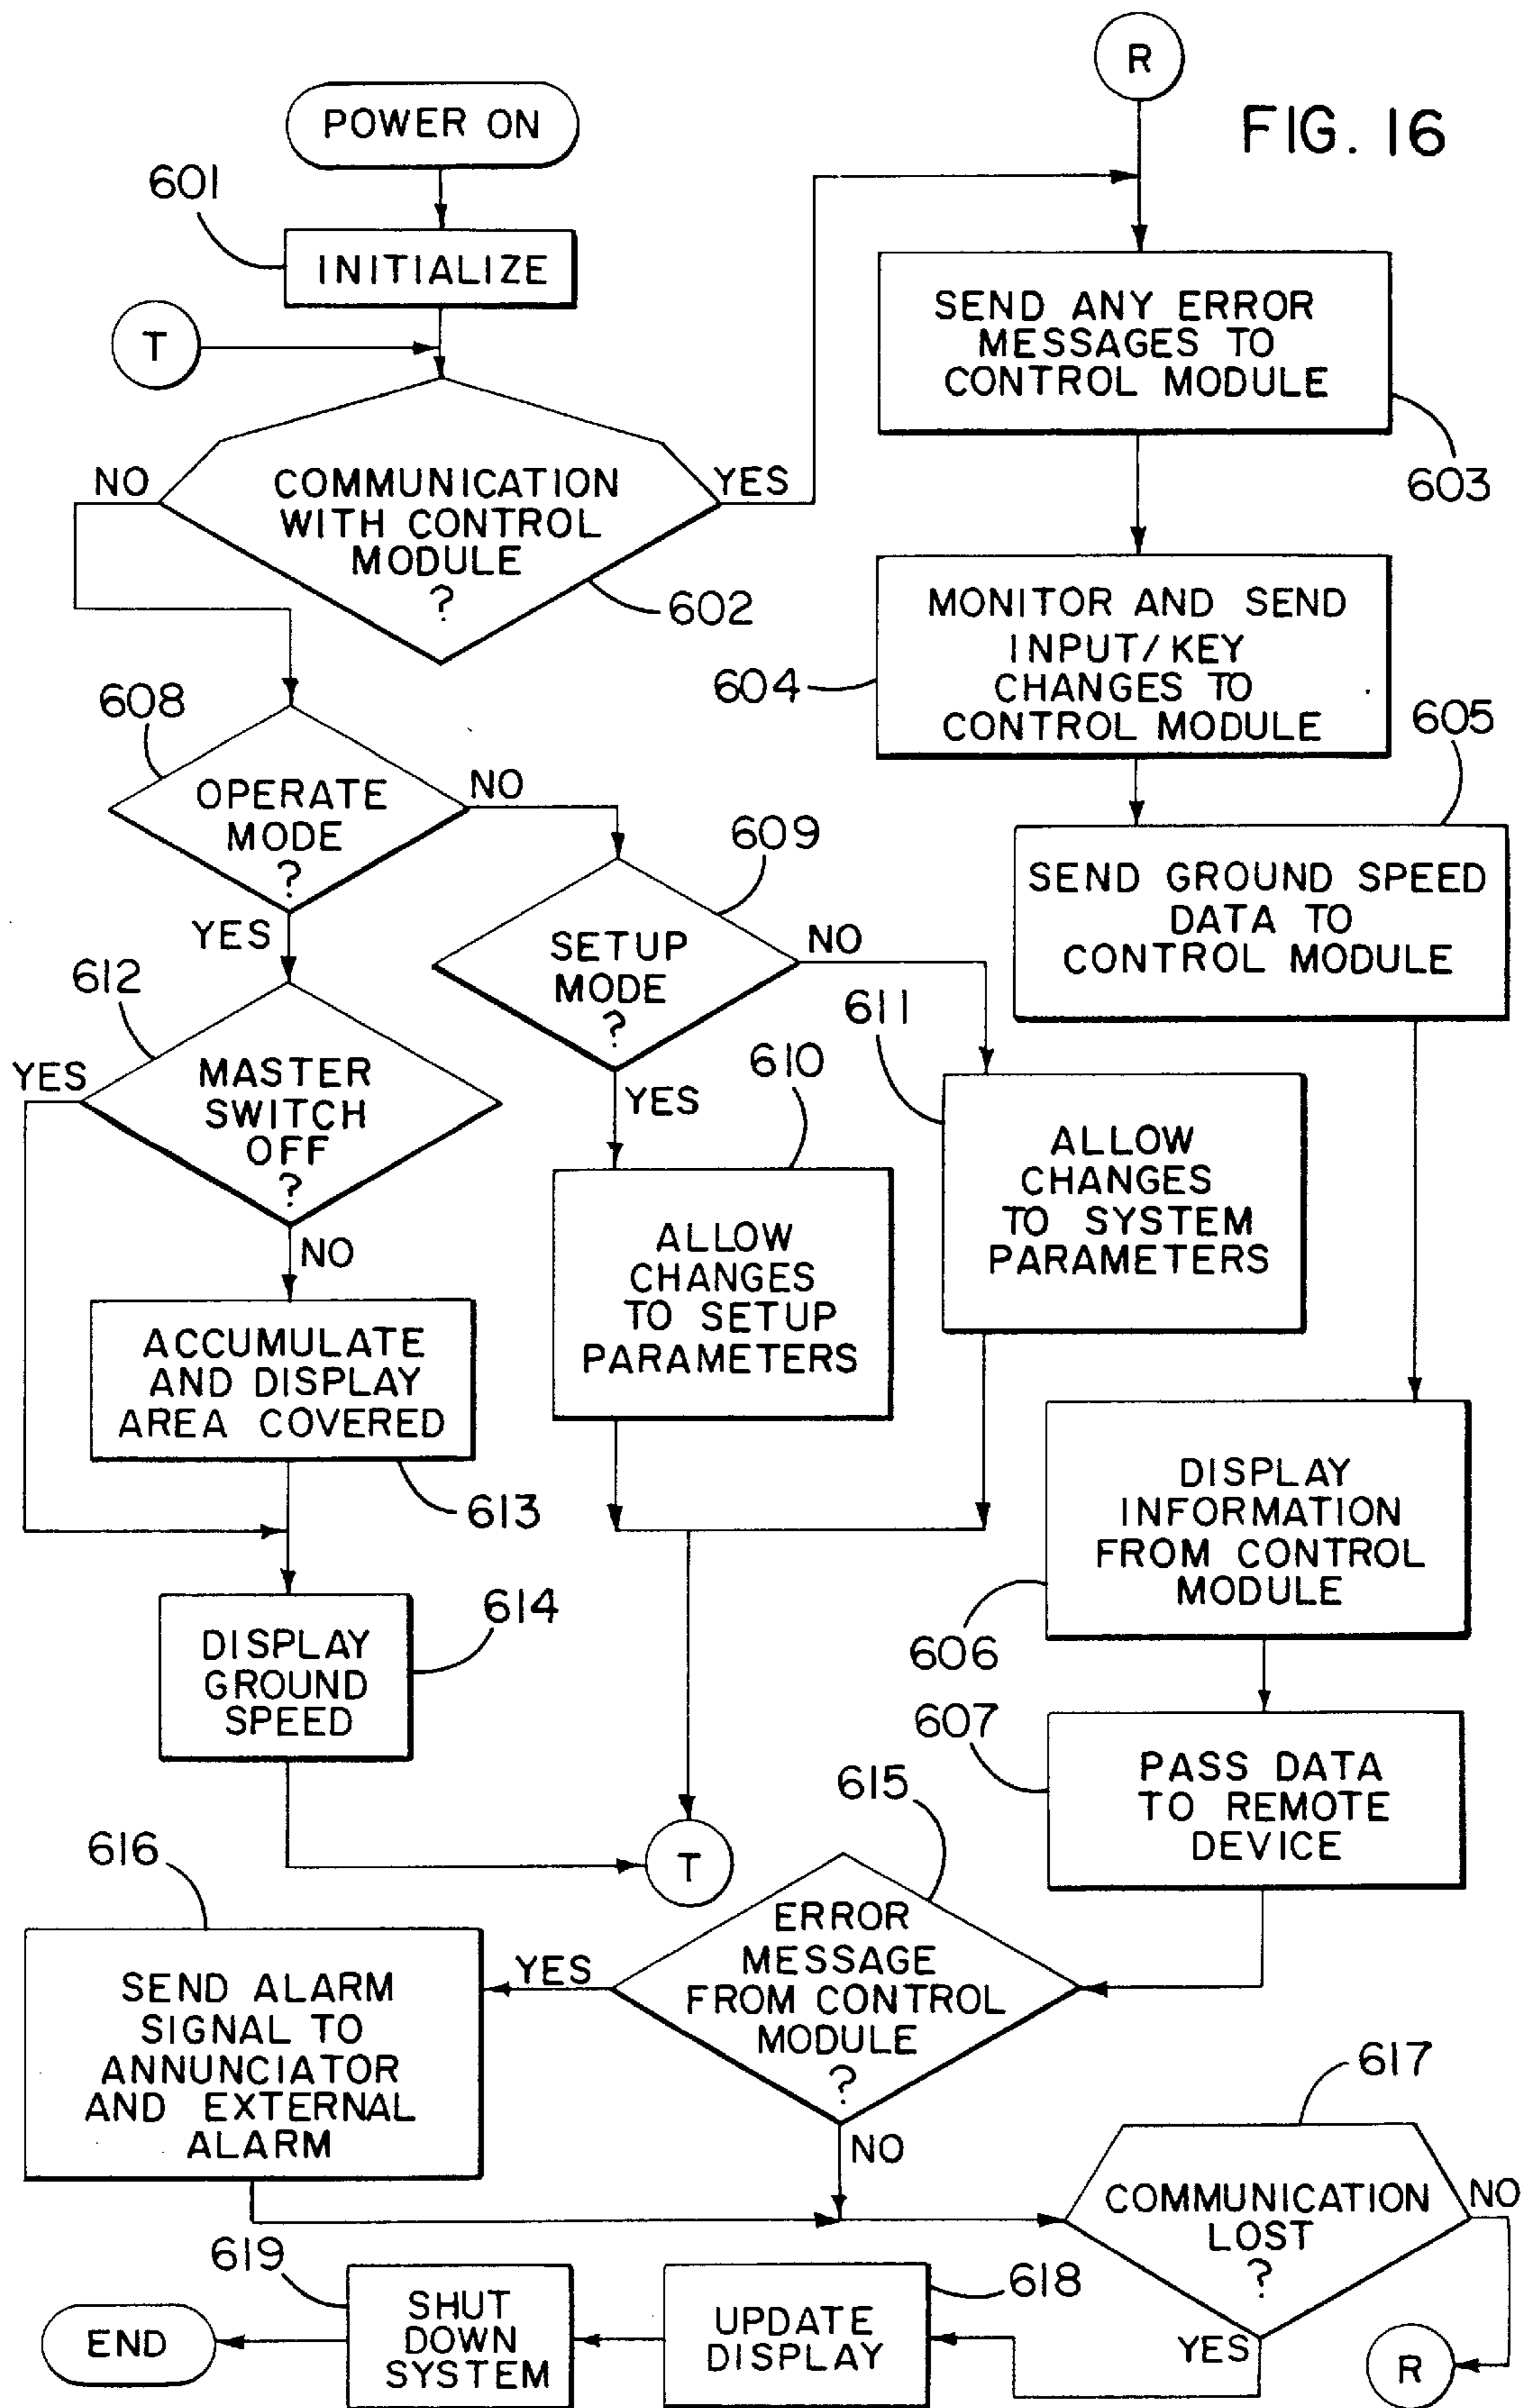 R
FIG. 16
POWER ON
601
INITIALIZE
T
SEND ANY ERROR
MESSAGES TO
CONTROL MODULE
603
NO
COMMUNICATION
WITH CONTROL
MODULE
?
YES
602
MONITOR AND SEND
INPUT/KEY
CHANGES TO
CONTROL MODULE
604
605
SEND GROUND SPEED
DATA TO
CONTROL MODULE
608
OPERATE
MODE
?
NO
YES
609
SETUP
MODE
?
NO
YES
612
MASTER
SWITCH
OFF
?
YES
NO
610
ALLOW
CHANGES
TO SETUP
PARAMETERS
611
ALLOW
CHANGES
TO SYSTEM
PARAMETERS
ACCUMULATE
AND DISPLAY
AREA COVERED
613
DISPLAY
INFORMATION
FROM CONTROL
MODULE
606
DISPLAY
GROUND
SPEED
614
607
PASS DATA
TO REMOTE
DEVICE
T
615
ERROR
MESSAGE
FROM CONTROL
MODULE
?
YES
NO
616
SEND ALARM
SIGNAL TO
ANNUNCIATOR
AND EXTERNAL
ALARM
617
COMMUNICATION
LOST
?
NO
YES
R
618
UPDATE
DISPLAY
619
SHUT
DOWN
SYSTEM
END